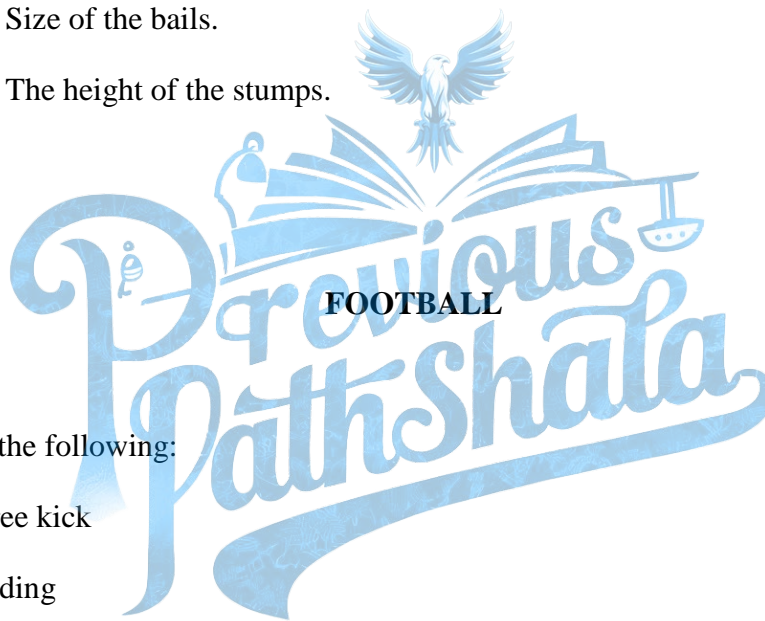 Size of the bails.
The height of the stumps.
FOOTBALL
Previous
PathShala
the following:
ee kick
ding